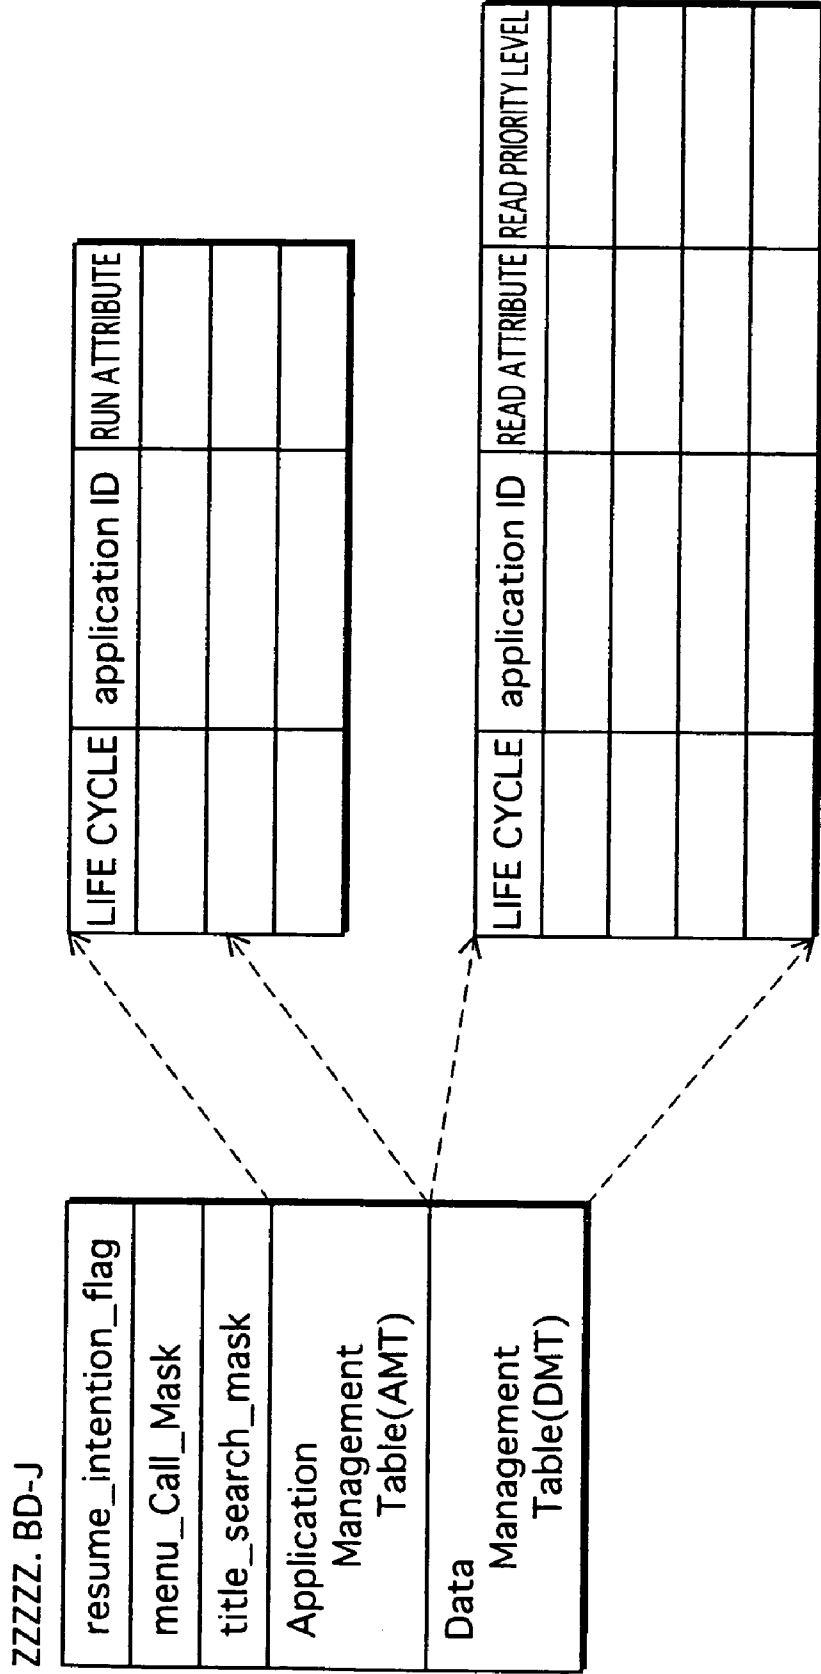 ZZZZZ. BD-J
resume_intention_flag
menu_Call_Mask
title_search_mask
Application
Management
Table(AMT)
Data
Management
Table(DMT)
LIFE CYCLE application ID RUN ATTRIBUTE
LIFE CYCLE application ID READ ATTRIBUTE READ PRIORITY LEVEL